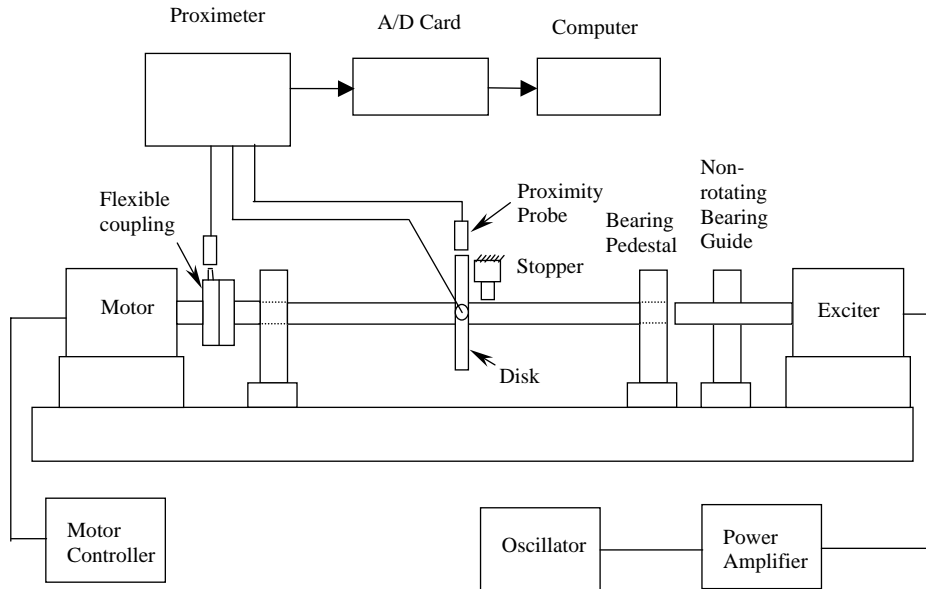 Proximeter
A/D Card
Computer
Non-
rotating
Bearing
Guide
Flexible
coupling
Proximity
Probe
Bearing
Pedestal
Stopper
Motor
Exciter
Disk
Motor
Controller
Oscillator
Power
Amplifier